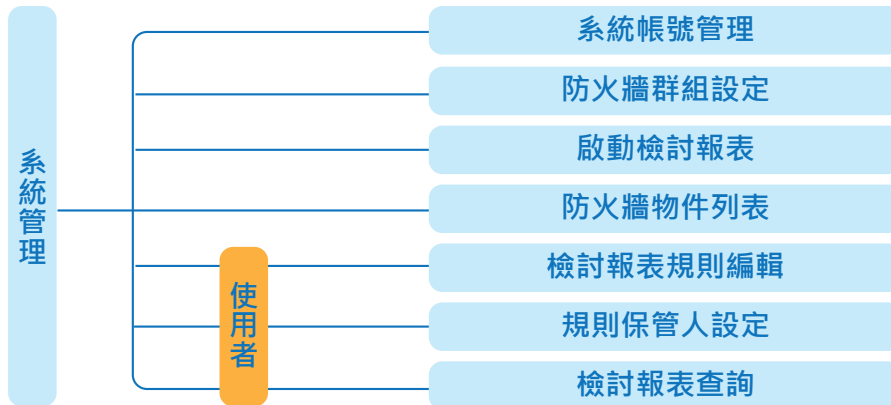 系統管理
使用者
系統帳號管理
防火牆群組設定
啟動檢討報表
防火牆物件列表
檢討報表規則編輯
規則保管人設定
檢討報表查詢